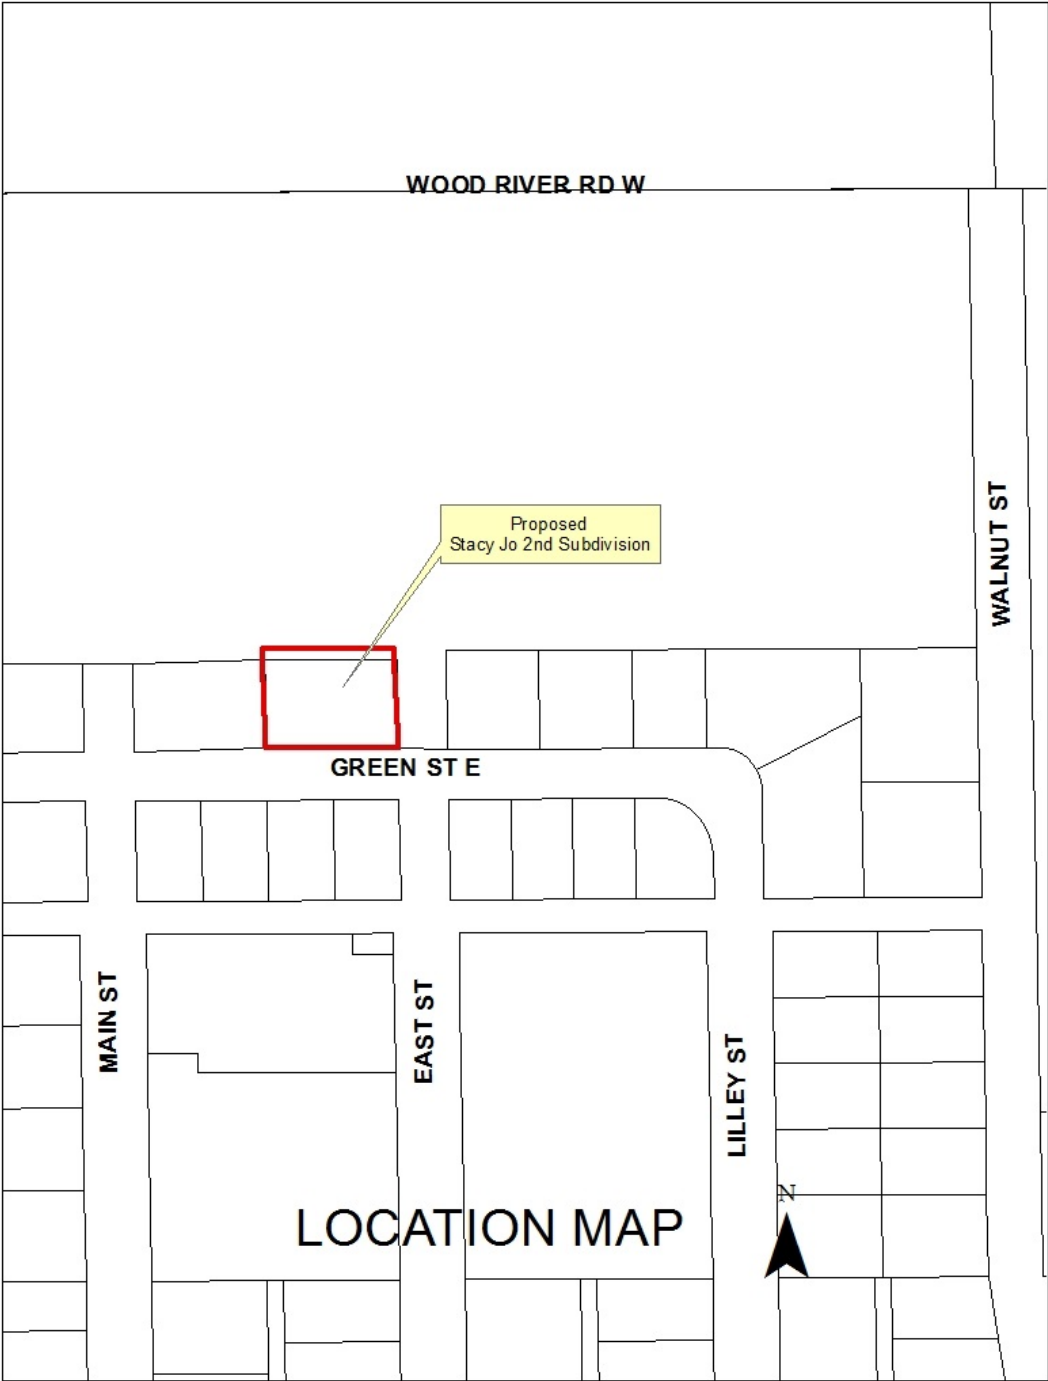 WOOD RIVER RD W
Proposed
Stacy Jo 2nd Subdivision
WALNUT ST
GREEN ST E
MAIN ST
EAST ST
LILLEY ST
N
LOCATION MAP